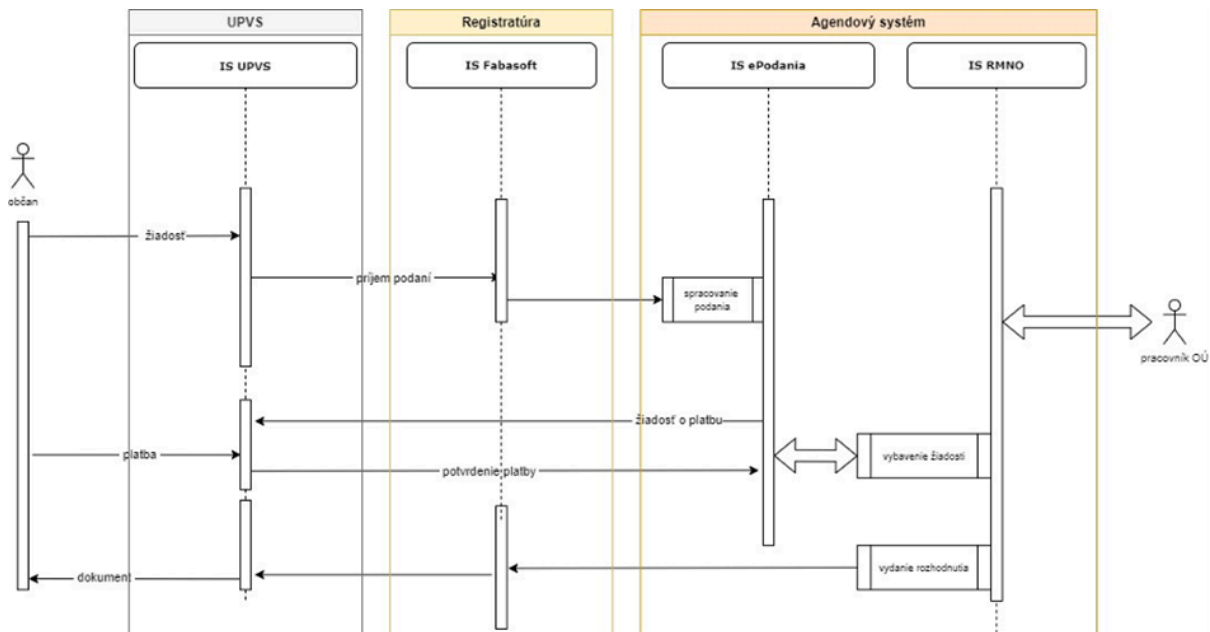 UPVS
Registratúra
Agendový systém
IS UPVS
IS Fabasoft
IS ePodania
IS RMNO
občan
žiadosť
príjem podaní
spracovanie
podania
pracovník OÚ
žiadosť o platbu
platba
potvrdenie platby
vybavenie žiadosti
vydanie rozhodnutia
dokument